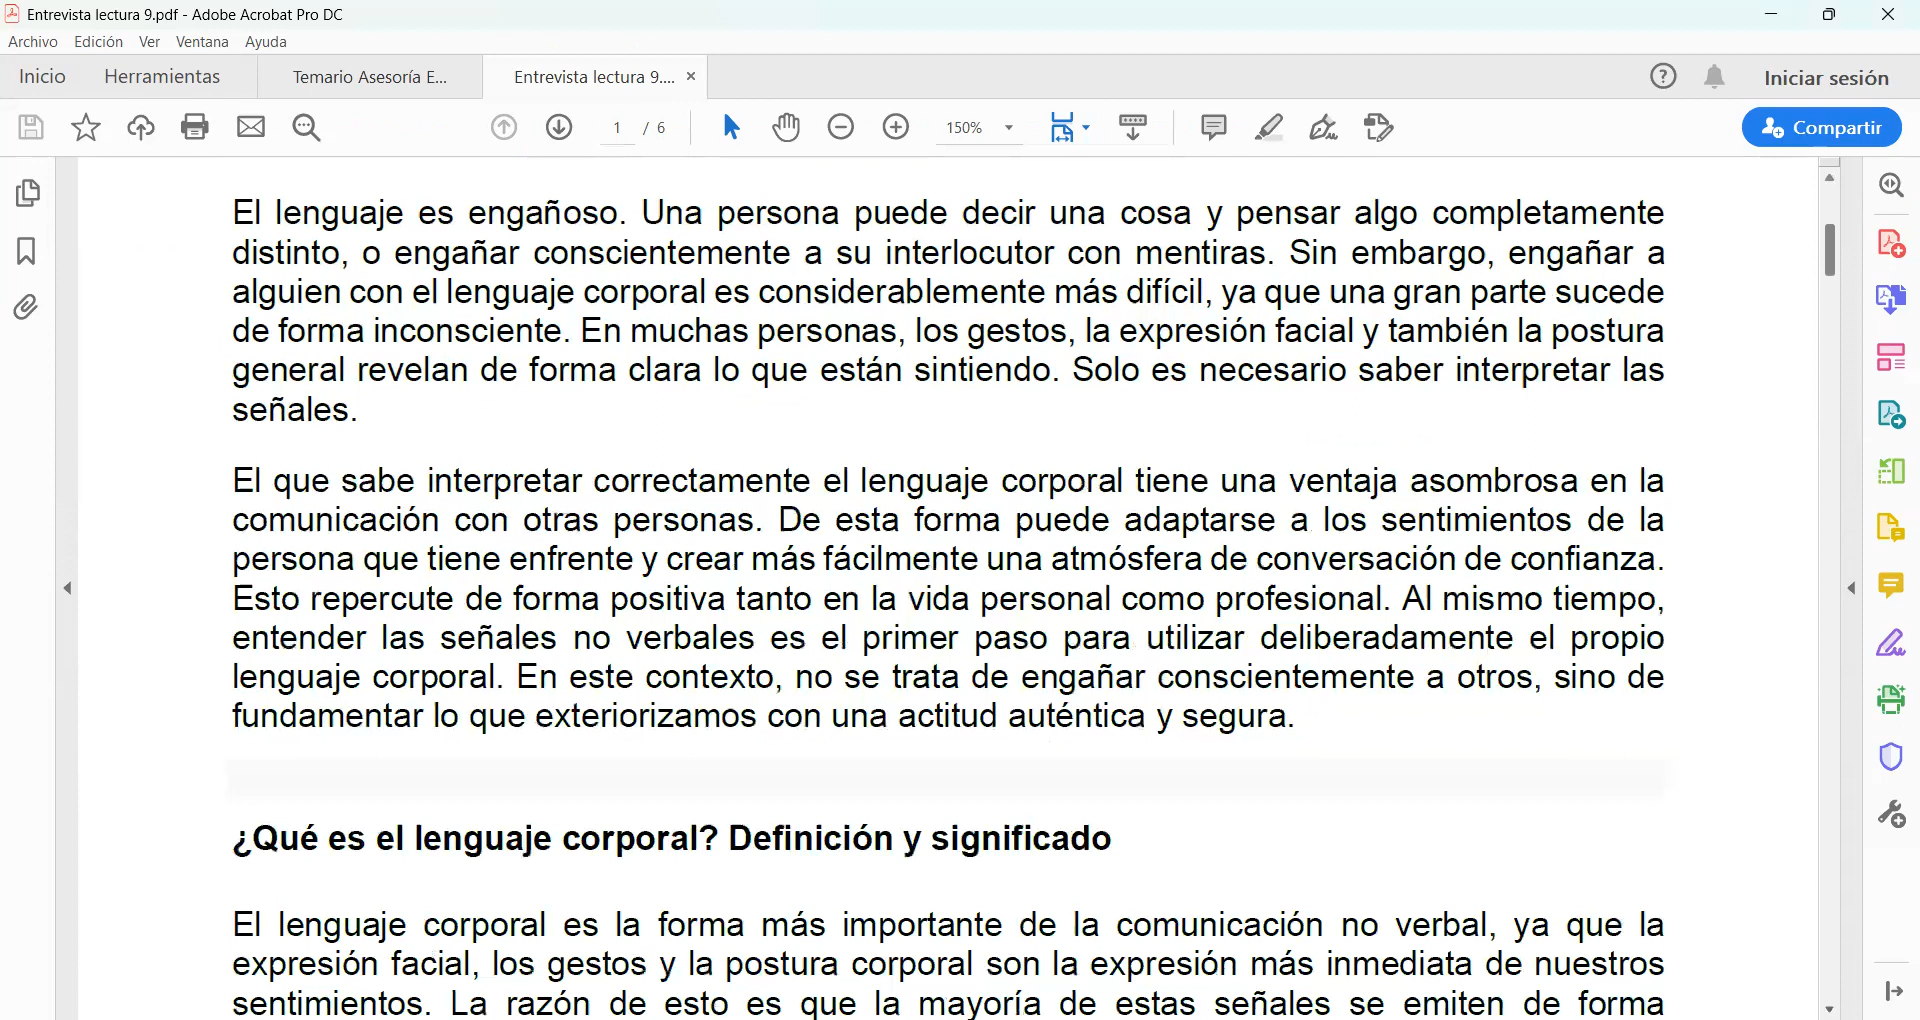 Entrevista lectura 9.pdf - Adobe Acrobat Pro DC
Archivo Edición Ver Ventana Ayuda
Inicio Herramientas Temario Asesoría E... Entrevista lectura 9.... × Iniciar sesión
1 / 6 150% Compartir
El lenguaje es engañoso. Una persona puede decir una cosa y pensar algo completamente
distinto, o engañar conscientemente a su interlocutor con mentiras. Sin embargo, engañar a
alguien con el lenguaje corporal es considerablemente más difícil, ya que una gran parte sucede
de forma inconsciente. En muchas personas, los gestos, la expresión facial y también la postura
general revelan de forma clara lo que están sintiendo. Solo es necesario saber interpretar las
señales.
El que sabe interpretar correctamente el lenguaje corporal tiene una ventaja asombrosa en la
comunicación con otras personas. De esta forma puede adaptarse a los sentimientos de la
persona que tiene enfrente y crear más fácilmente una atmósfera de conversación de confianza.
Esto repercute de forma positiva tanto en la vida personal como profesional. Al mismo tiempo,
entender las señales no verbales es el primer paso para utilizar deliberadamente el propio
lenguaje corporal. En este contexto, no se trata de engañar conscientemente a otros, sino de
fundamentar lo que exteriorizamos con una actitud auténtica y segura.
¿Qué es el lenguaje corporal? Definición y significado
El lenguaje corporal es la forma más importante de la comunicación no verbal, ya que la
expresión facial, los gestos y la postura corporal son la expresión más inmediata de nuestros
sentimientos. La razón de esto es que la mayoría de estas señales se emiten de forma